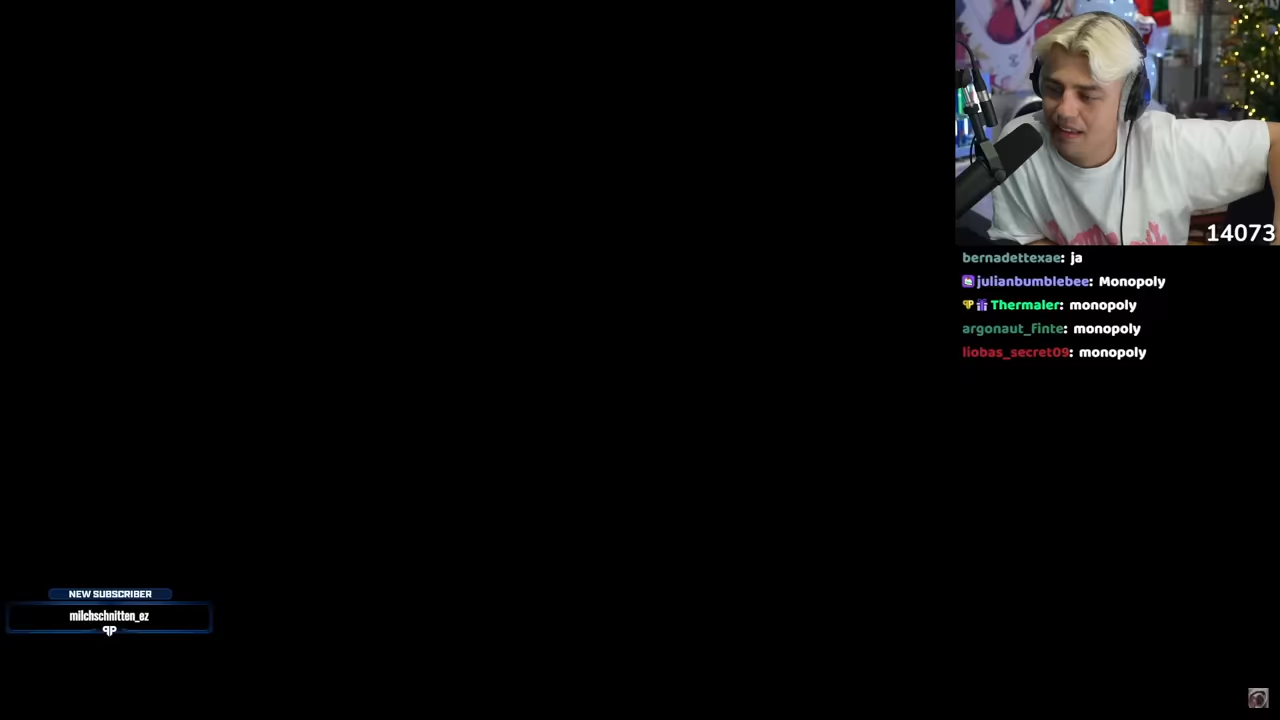 14073
bernadettexae: ja
julianbumblebee: Monopoly
Thermaler: monopoly
argonaut_finte: monopoly
liobas_secret09: monopoly
NEW SUBSCRIBER
milchschnitten_ez